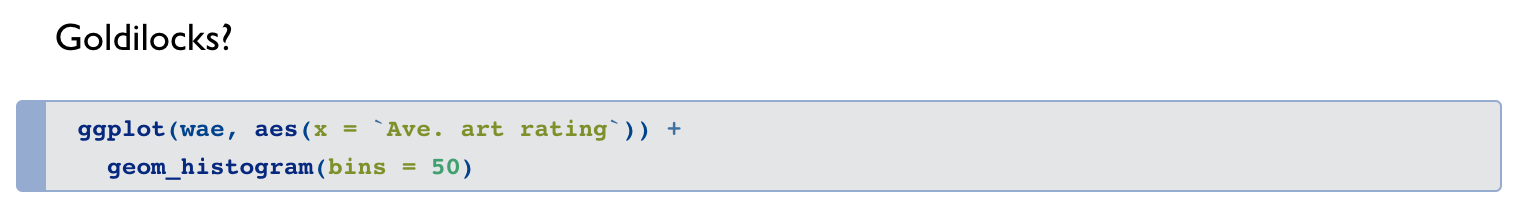 Goldilocks?
ggplot(wae, aes(x = `Ave. art rating`)) +
  geom_histogram(bins = 50)